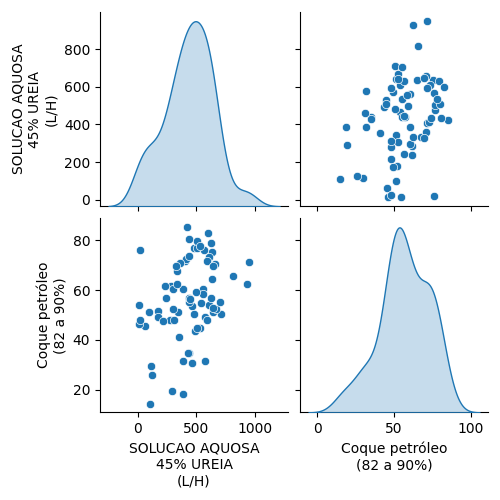 SOLUCAO AQUOSA
45% UREIA
(L/H)
800
600
400
200
0
Coque petróleo
(82 a 90%)
80
60
40
20
0
500
1000
SOLUCAO AQUOSA
45% UREIA
(L/H)
0
50
100
Coque petróleo
(82 a 90%)